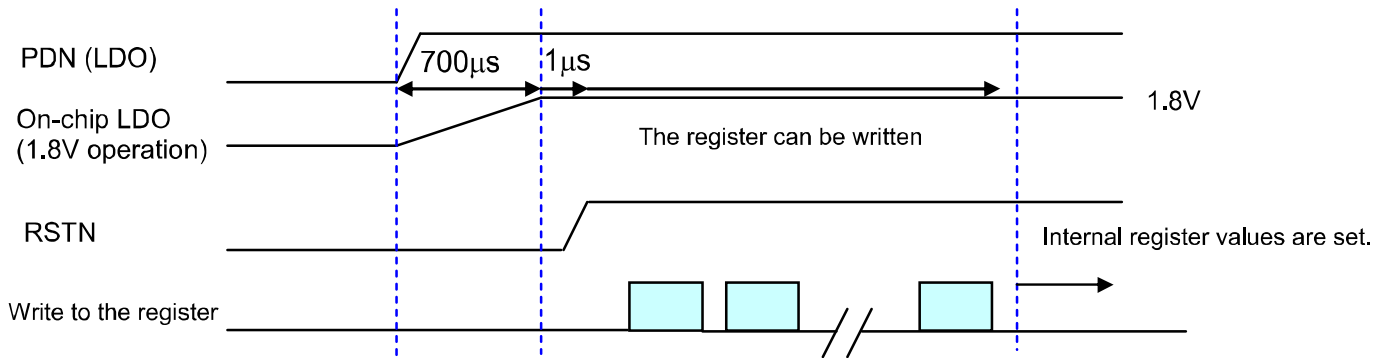 PDN (LDO)
700μs
1μs
On-chip LDO
(1.8V operation)
1.8V
The register can be written
RSTN
Internal register values are set.
Write to the register